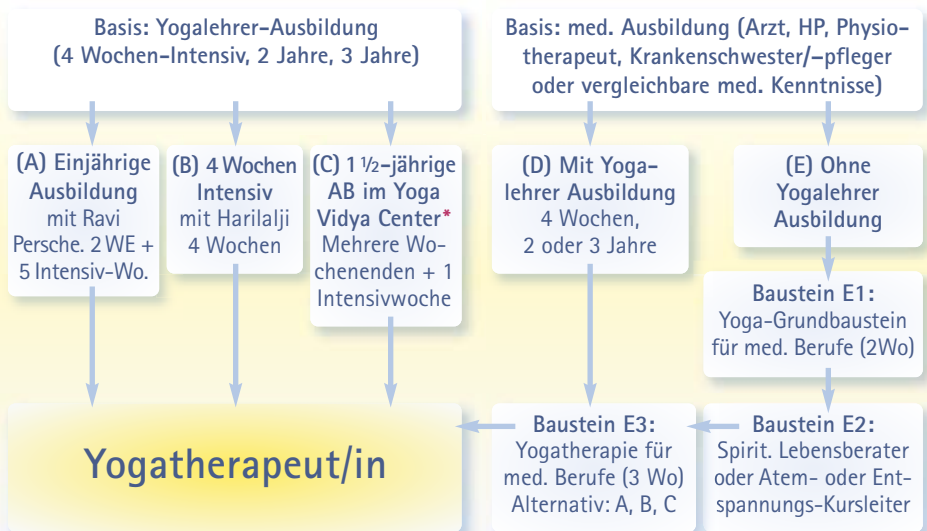 Basis: Yogalehrer-Ausbildung
(4 Wochen-Intensiv, 2 Jahre, 3 Jahre)
Basis: med. Ausbildung (Arzt, HP, Physio-
therapeut, Krankenschwester/-pfleger
oder vergleichbare med. Kenntnisse)
(A) Einjährige
Ausbildung
mit Ravi
Persche. 2 WE +
5 Intensiv-Wo.
(B) 4 Wochen
Intensiv
mit Harilalji
4 Wochen
(C) 1 ½-jährige
AB im Yoga
Vidya Center*
Mehrere Wo-
chenenden + 1
Intensivwoche
(D) Mit Yoga-
lehrer Ausbildung
4 Wochen,
2 oder 3 Jahre
(E) Ohne
Yogalehrer
Ausbildung
Baustein E1:
Yoga-Grundbaustein
für med. Berufe (2Wo)
Yogatherapeut/in
Baustein E3:
Yogatherapie für
med. Berufe (3 Wo)
Alternativ: A, B, C
Baustein E2:
Spirit. Lebensberater
oder Atem- oder Ent-
spannungs-Kursleiter